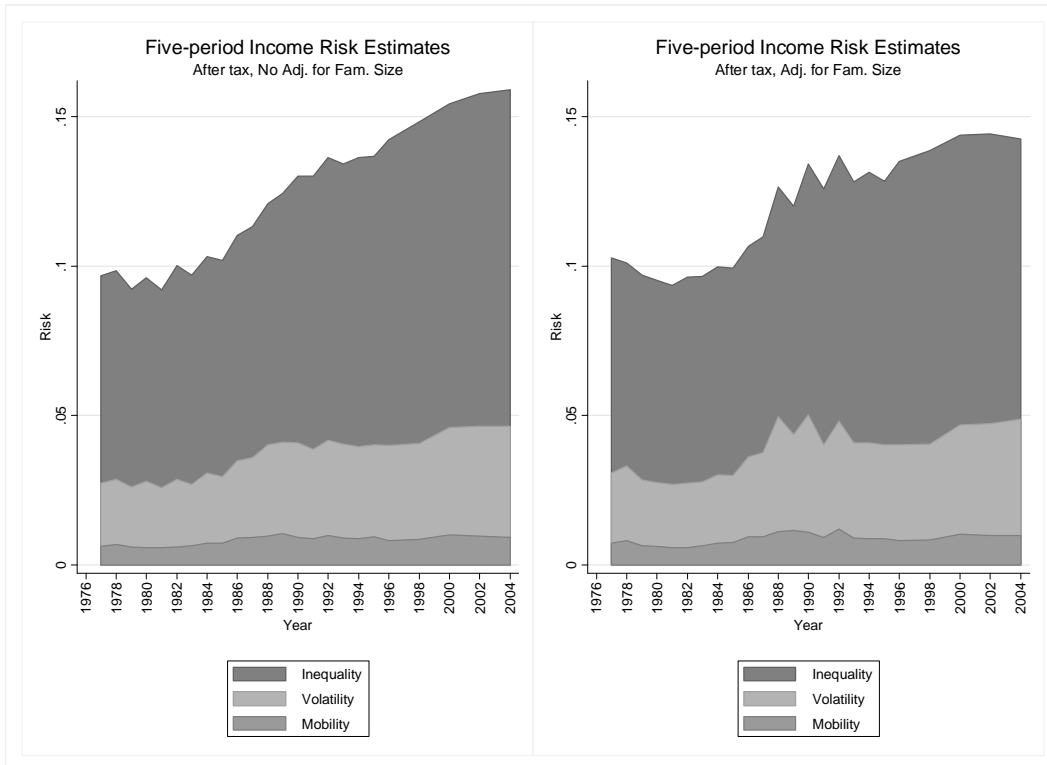 Five-period Income Risk Estimates
After tax, No Adj. for Fam. Size
.15
.1
.05
0
Risk
1976
1978
1980
1982
1984
1986
1988
1990
1992
1994
1996
1998
2000
2002
2004
Year
Inequality
Volatility
Mobility
Five-period Income Risk Estimates
After tax, Adj. for Fam. Size
.15
.1
.05
0
Risk
1976
1978
1980
1982
1984
1986
1988
1990
1992
1994
1996
1998
2000
2002
2004
Year
Inequality
Volatility
Mobility